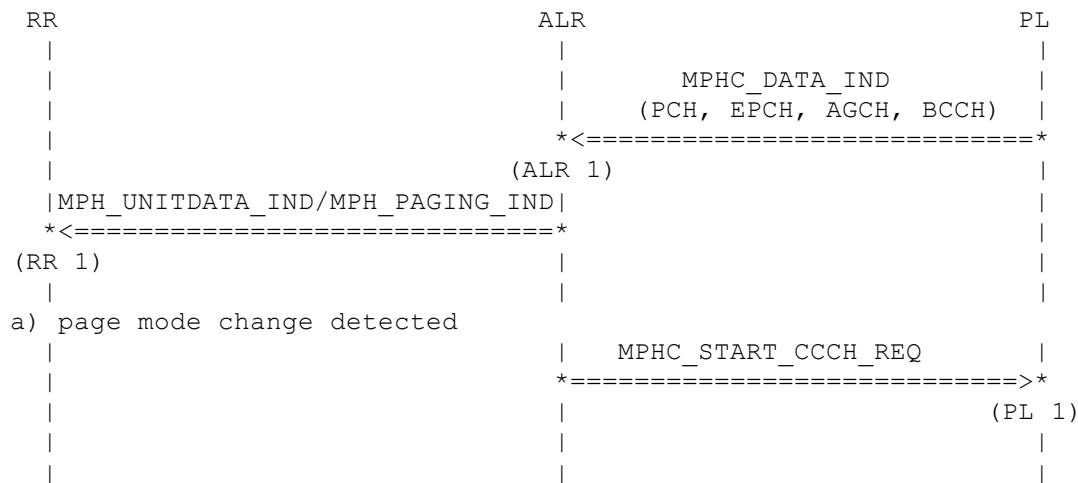 RR ALR PL
| | |
| | MPHC_DATA_IND |
| | (PCH, EPCH, AGCH, BCCH) |
| *<=============================*
| (ALR 1) |
|MPH_UNITDATA_IND/MPH_PAGING_IND| |
*<==============================* |
(RR 1) | |
| | |
a) page mode change detected
| | MPHC_START_CCCH_REQ |
| *=============================>*
| | (PL 1)
| | |
| | |